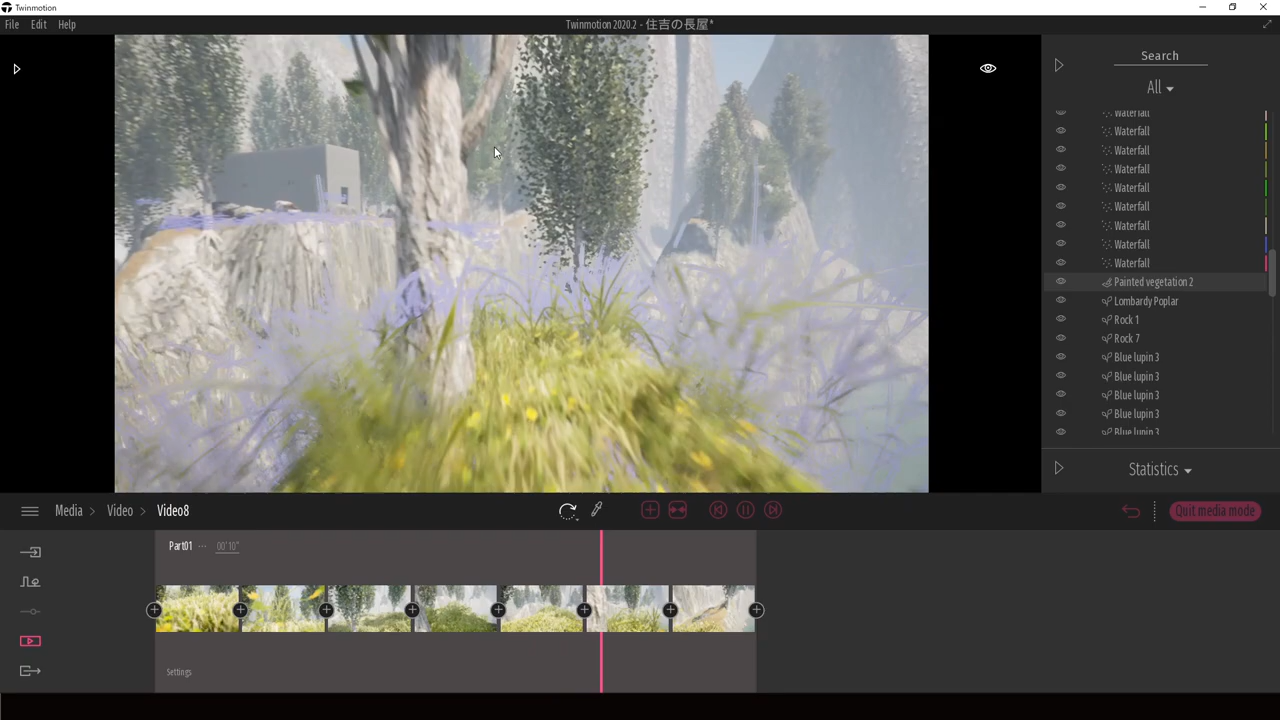 Twinmotion
File Edit Help
Twinmotion 2020.2 - 住吉の長屋*
Search
All
Waterfall
Waterfall
Waterfall
Waterfall
Waterfall
Waterfall
Waterfall
Waterfall
Waterfall
Painted vegetation 2
Lombardy Poplar
Rock 1
Rock 7
Blue lupin 3
Blue lupin 3
Blue lupin 3
Blue lupin 3
Blue lupin 3
Statistics
Media > Video > Video8
Quit media mode
Part01 ... 00'10"
Settings